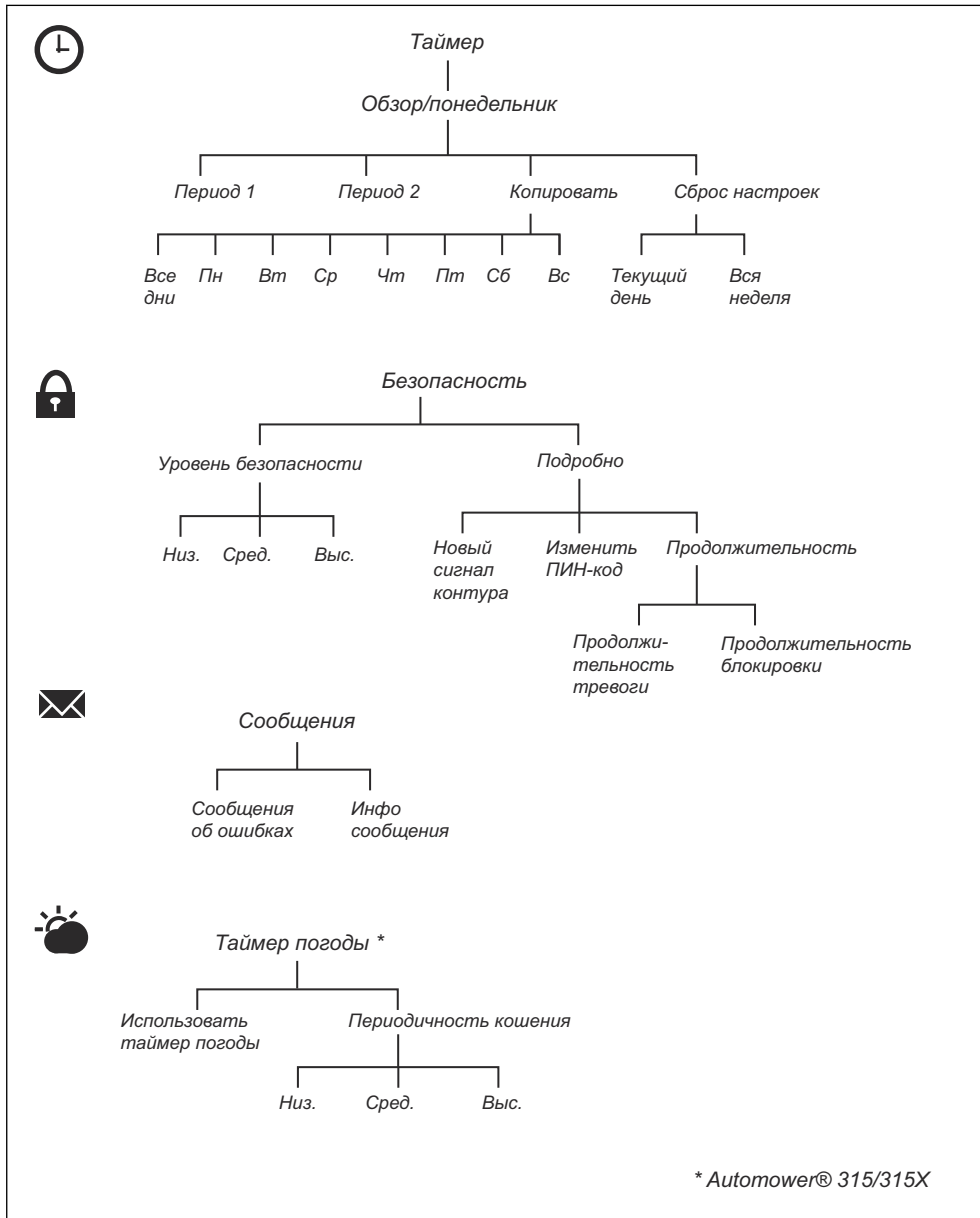 Таймер
Обзор/понедельник
Период 1 Период 2 Копировать Сброс настроек
Все дни Пн Вт Ср Чт Пт Сб Вс Текущий день Вся неделя
Безопасность
Уровень безопасности Подробно
Низ. Сред. Выс.
Новый
сигнал
контура
Изменить
ПИН-код
Продолжительность
Продолжи-
тельность
тревоги
Продолжительность
блокировки
Сообщения
Сообщения
об ошибках
Инфо
сообщения
Таймер погоды *
Использовать
таймер погоды
Периодичность кошения
Низ. Сред. Выс.
* Automower® 315/315X